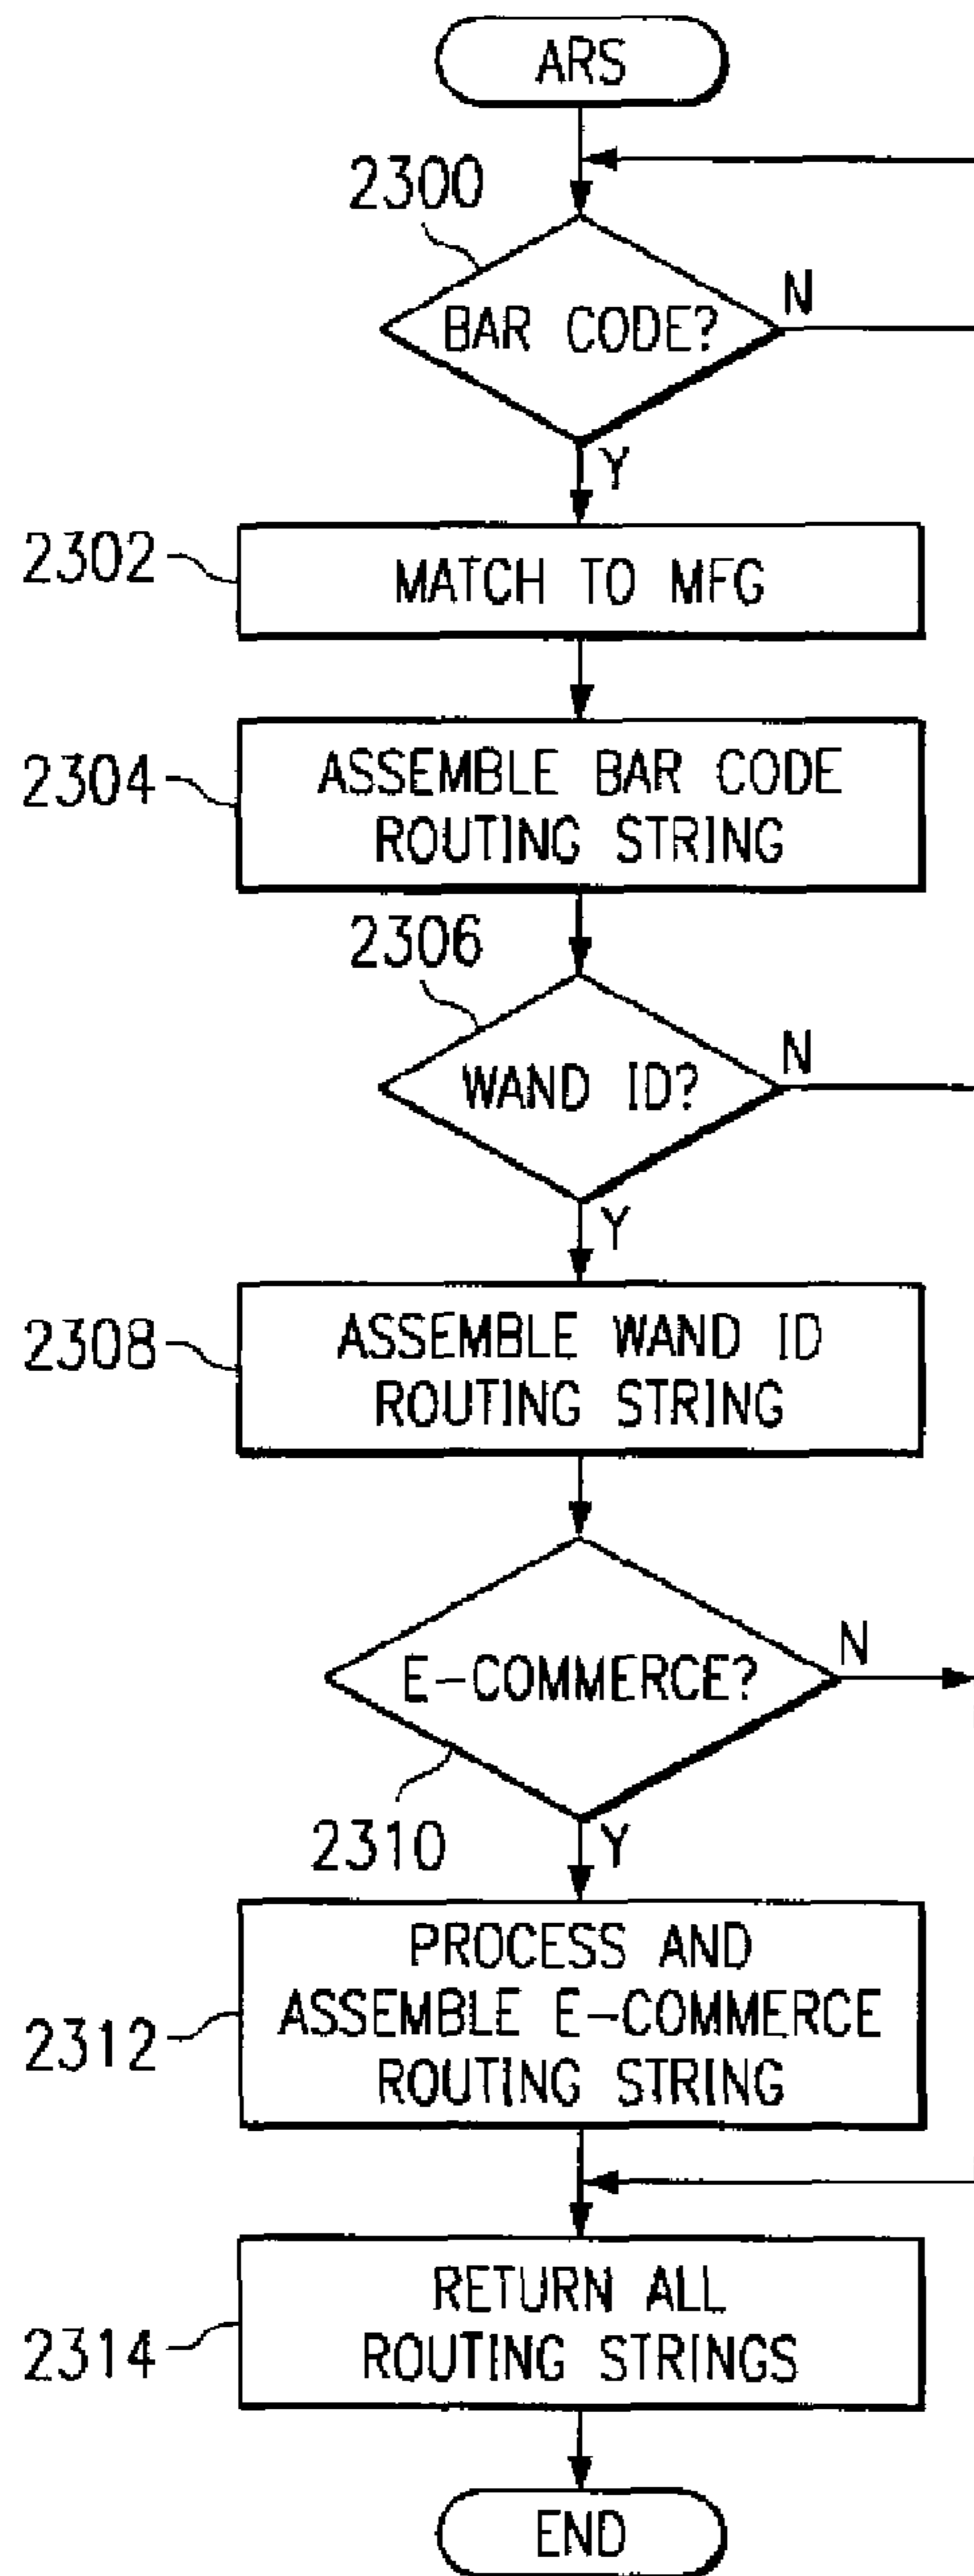 ARS
2300
BAR CODE?
N
Y
2302
MATCH TO MFG
2304
ASSEMBLE BAR CODE
ROUTING STRING
2306
WAND ID?
N
Y
2308
ASSEMBLE WAND ID
ROUTING STRING
E-COMMERCE?
N
2310
Y
2312
PROCESS AND
ASSEMBLE E-COMMERCE
ROUTING STRING
2314
RETURN ALL
ROUTING STRINGS
END